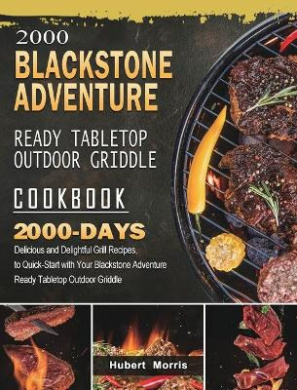 2000
BLACKSTONE
ADVENTURE
READY TABLETOP
OUTDOOR GRIDDLE
COOKBOOK
2000-DAYS
Delicious and Delightful Grill Recipes,
to Quick-Start with Your Blackstone Adventure
Ready Tabletop Outdoor Griddle
Hubert Morris